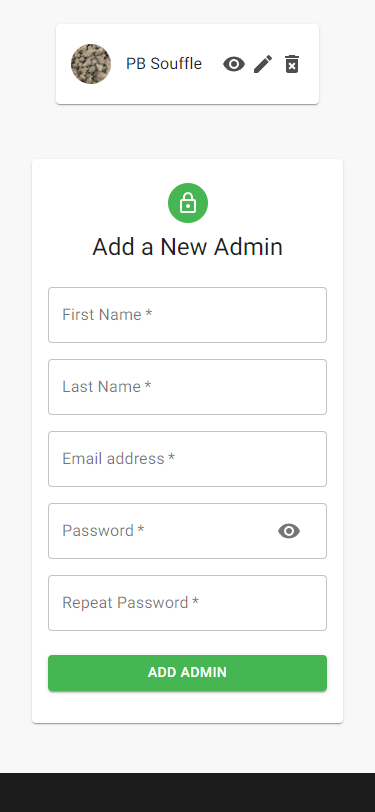 PB Souffle
Add a New Admin
First Name *
Last Name *
Email address *
Password *
Repeat Password *
ADD ADMIN